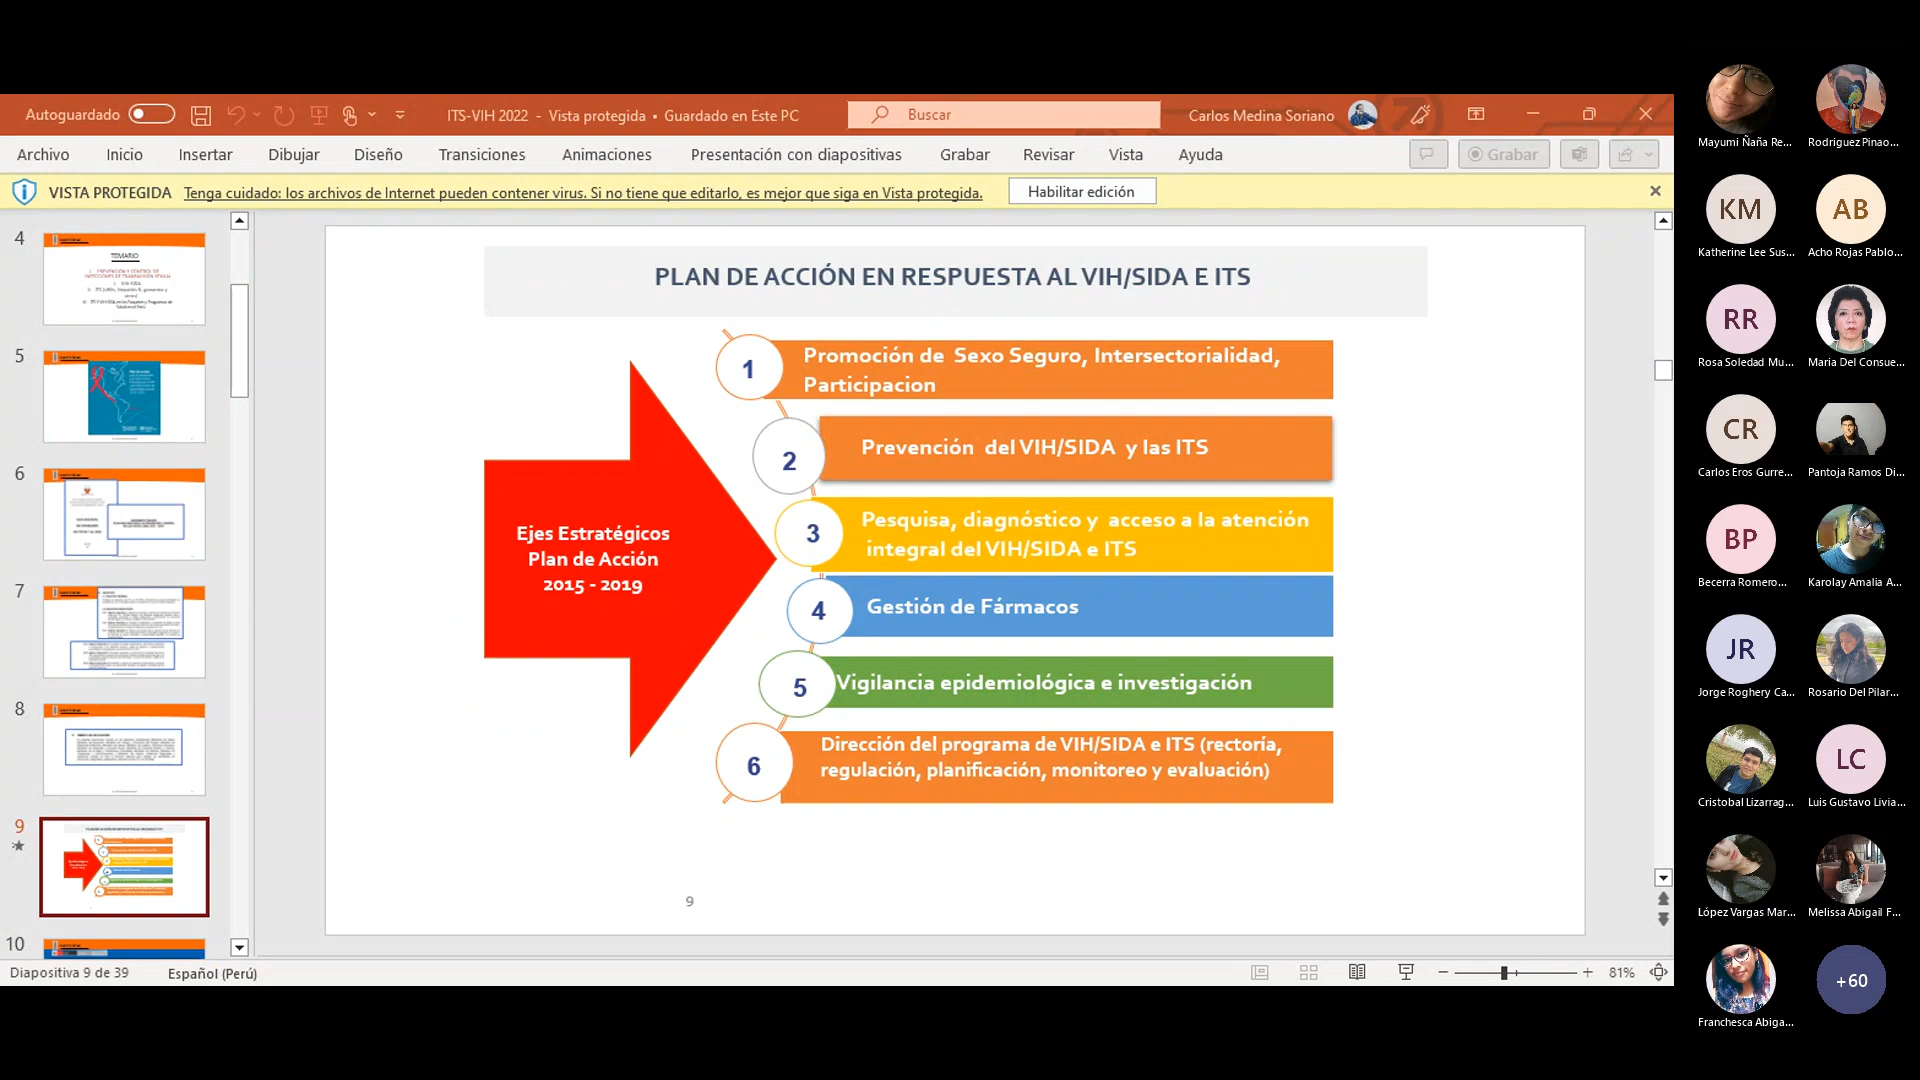 Autoguardado
ITS-VIH 2022 - Vista protegida • Guardado en Este PC
Buscar
Carlos Medina Soriano
Archivo Inicio Insertar Dibujar Diseño Transiciones Animaciones Presentación con diapositivas Grabar Revisar Vista Ayuda
Grabar
VISTA PROTEGIDA Tenga cuidado: los archivos de Internet pueden contener virus. Si no tiene que editarlo, es mejor que siga en Vista protegida.
Habilitar edición
4
TEMARIO
5
6
7
8
9
10
PLAN DE ACCIÓN EN RESPUESTA AL VIH/SIDA E ITS
Ejes Estratégicos
Plan de Acción
2015 - 2019
1
Promoción de Sexo Seguro, Intersectorialidad,
Participacion
2
Prevención del VIH/SIDA y las ITS
3
Pesquisa, diagnóstico y acceso a la atención
integral del VIH/SIDA e ITS
4
Gestión de Fármacos
5
Vigilancia epidemiológica e investigación
6
Dirección del programa de VIH/SIDA e ITS (rectoría,
regulación, planificación, monitoreo y evaluación)
9
Diapositiva 9 de 39
Español (Perú)
81%
Mayumi Ñaña Re...
Rodriguez Pinao...
KM
Katherine Lee Sus...
AB
Acho Rojas Pablo...
RR
Rosa Soledad Mu...
Maria Del Consue...
CR
Carlos Eros Gurre...
Pantoja Ramos Di...
BP
Becerra Romero...
Karolay Amalia A...
JR
Jorge Roghery Ca...
Rosario Del Pilar...
Cristobal Lizarrag...
LC
Luis Gustavo Livia...
López Vargas Mar...
Melissa Abigail F...
Franchesca Abiga...
+60